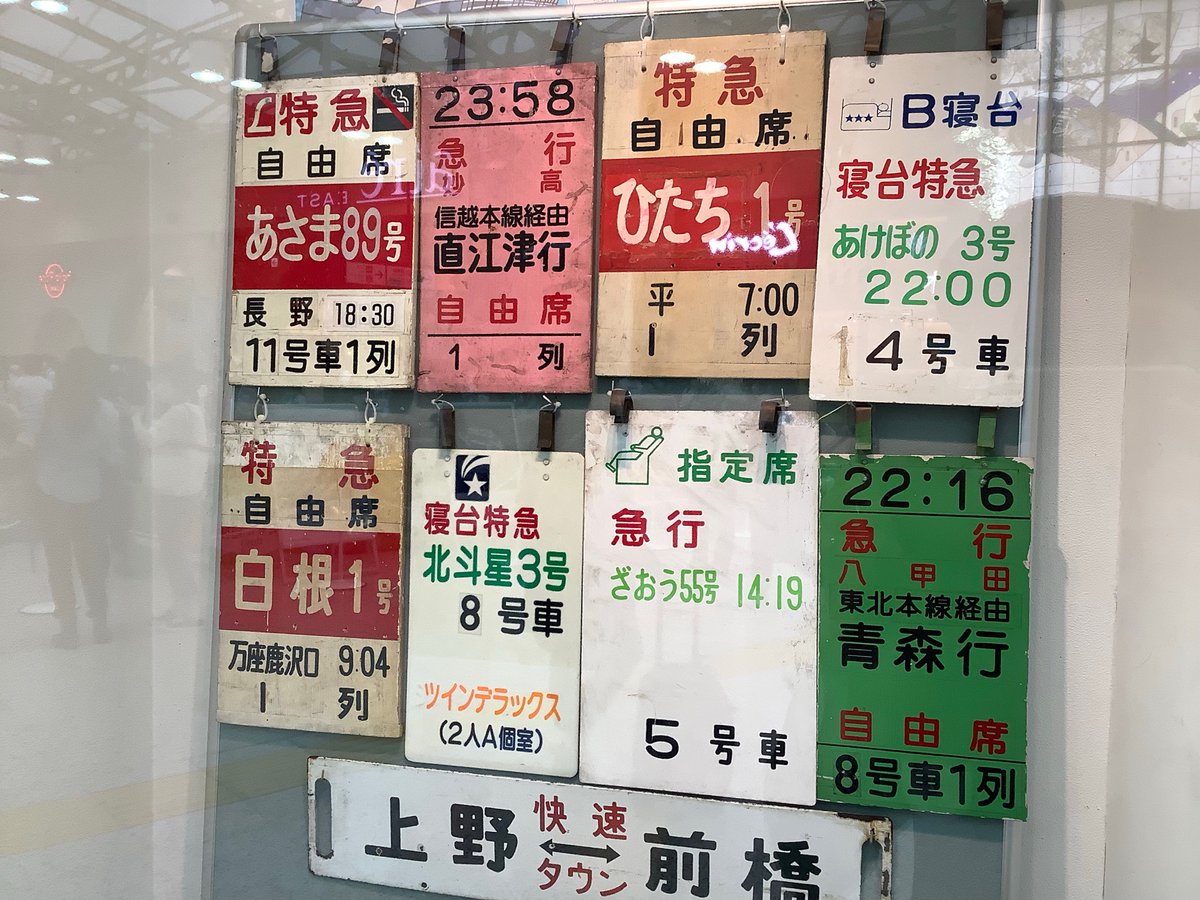 特急
自由席
あさま89号
長野 18:30
11号車1列
23:58
急行
妙高
信越本線経由
直江津行
自由席
1列
特急
自由席
ひたち1号
平 7:00
1列
B寝台
寝台特急
あけぼの 3号
22:00
14号車
特急
自由席
白根1号
万座鹿沢口 9:04
1列
寝台特急
北斗星3号
8号車
ツインデラックス
(2人A個室)
指定席
急行
ざおう55号 14:19
5号車
22:16
急行
八甲田
東北本線経由
青森行
自由席
8号車1列
快速
上野 ↔ 前橋
タウン
EAST